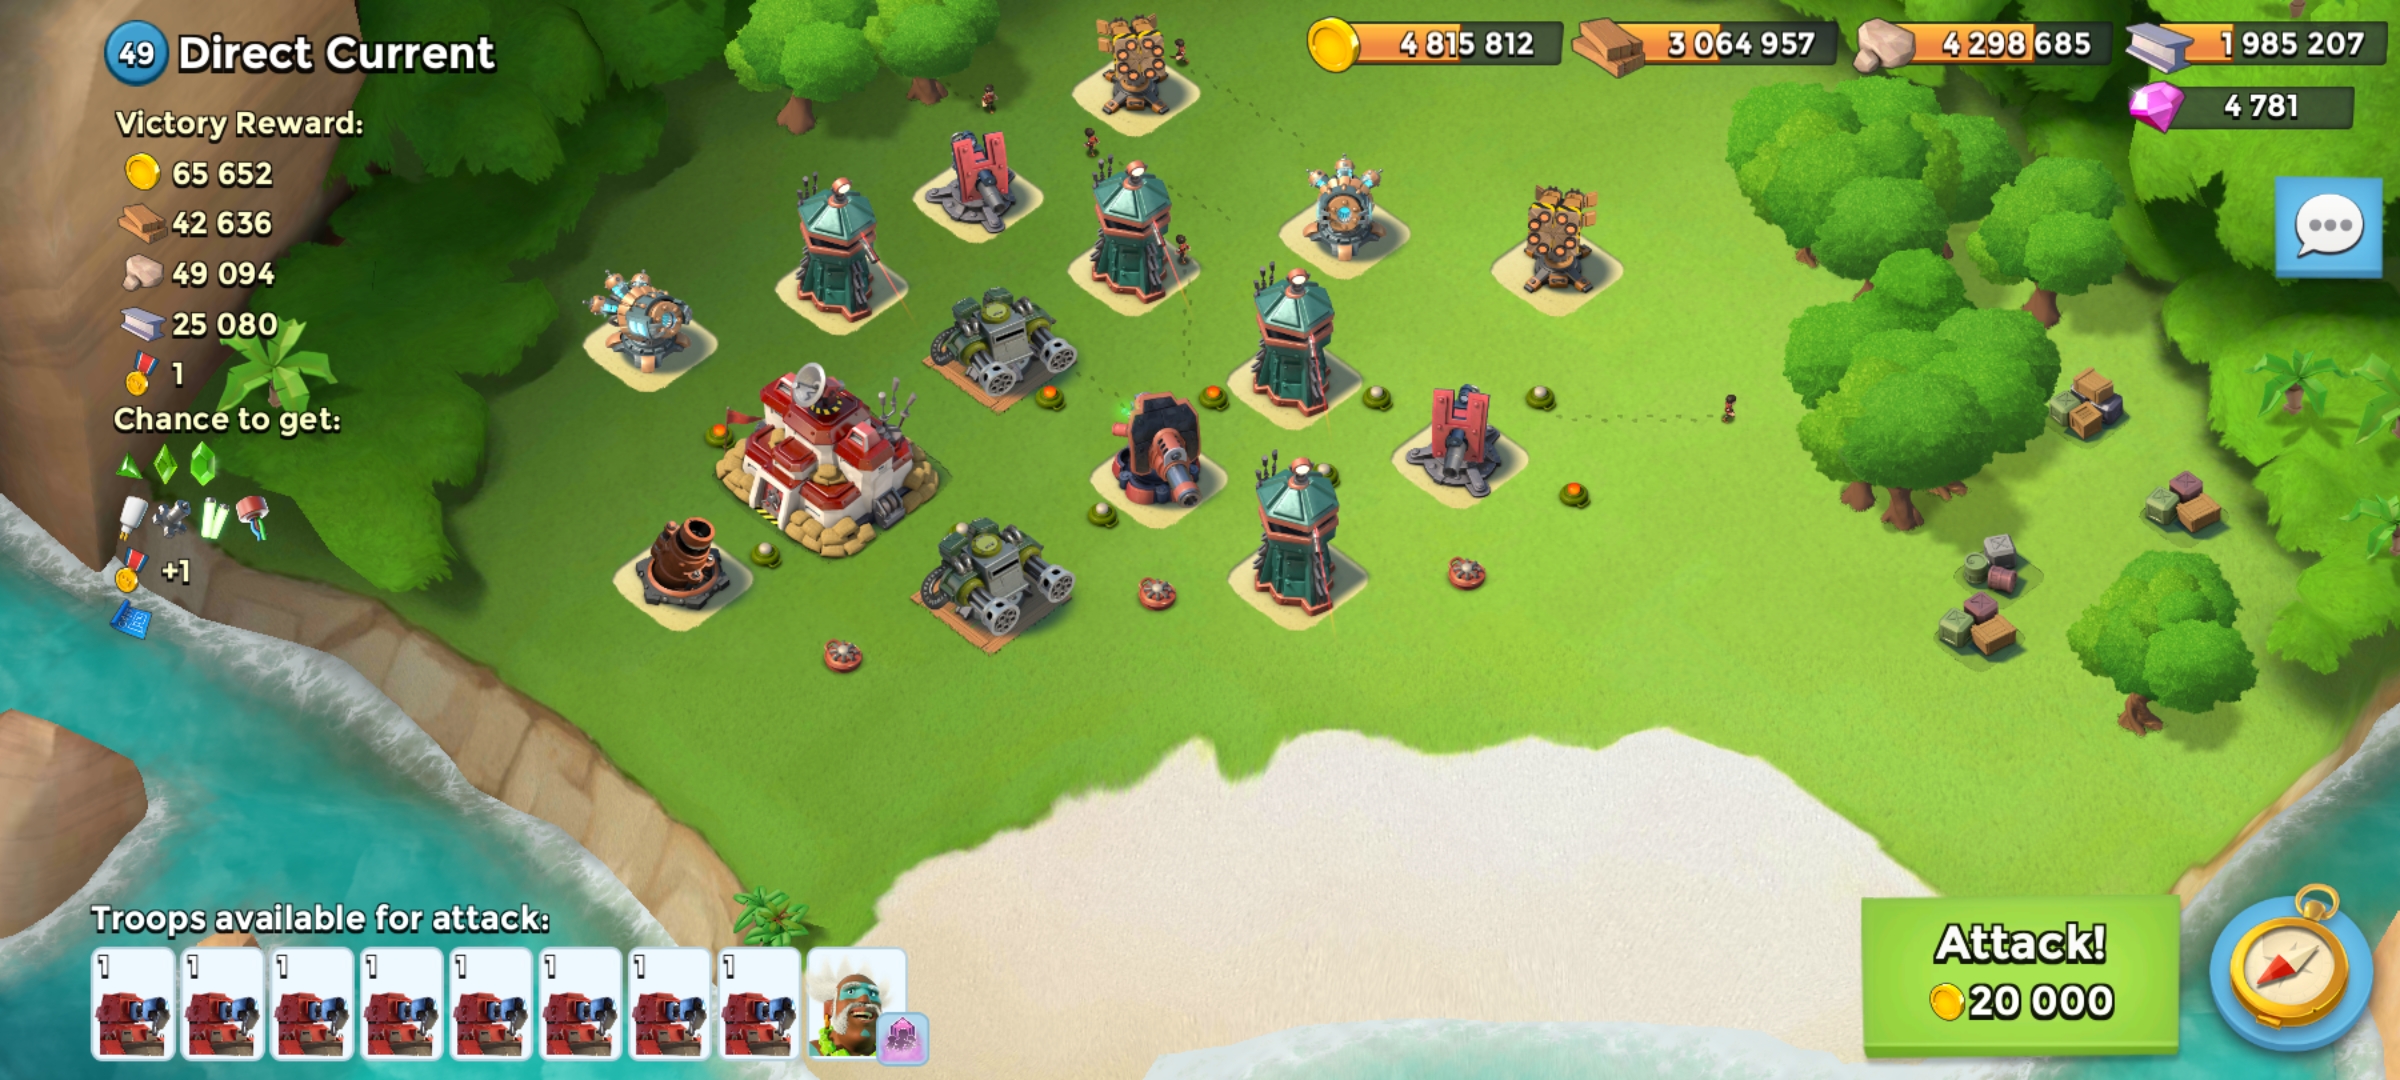 49 Direct Current
4 815 812
3 064 957
4 298 685
1 985 207
4 781
Victory Reward:
65 652
42 636
49 094
25 080
1
Chance to get:
+1
Troops available for attack:
1 1 1 1 1 1 1 1
Attack!
20 000